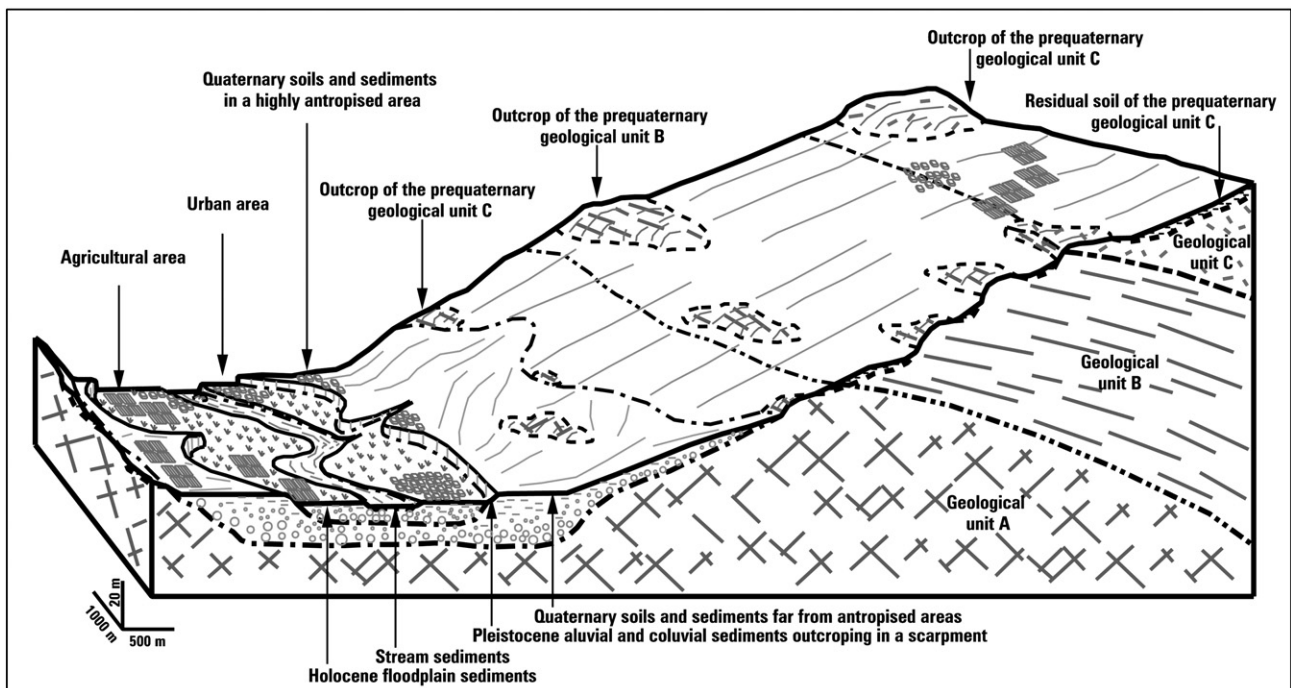 Outcrop of the prequaternary
geological unit C
Quaternary soils and sediments
in a highly antropised area
Residual soil of the prequaternary
geological unit C
Outcrop of the prequaternary
geological unit B
Outcrop of the prequaternary
geological unit C
Urban area
Agricultural area
Geological
unit C
Geological
unit B
Geological
unit A
20 m
1000 m
500 m
Quaternary soils and sediments far from antropised areas
Pleistocene aluvial and coluvial sediments outcroping in a scarpment
Stream sediments
Holocene floodplain sediments